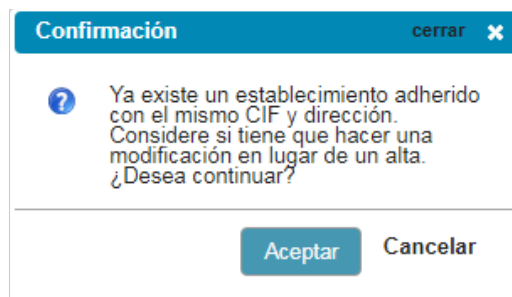 Confirmación cerrar ✖
Ya existe un establecimiento adherido
con el mismo CIF y dirección.
Considere si tiene que hacer una
modificación en lugar de un alta.
¿Desea continuar?
Aceptar Cancelar